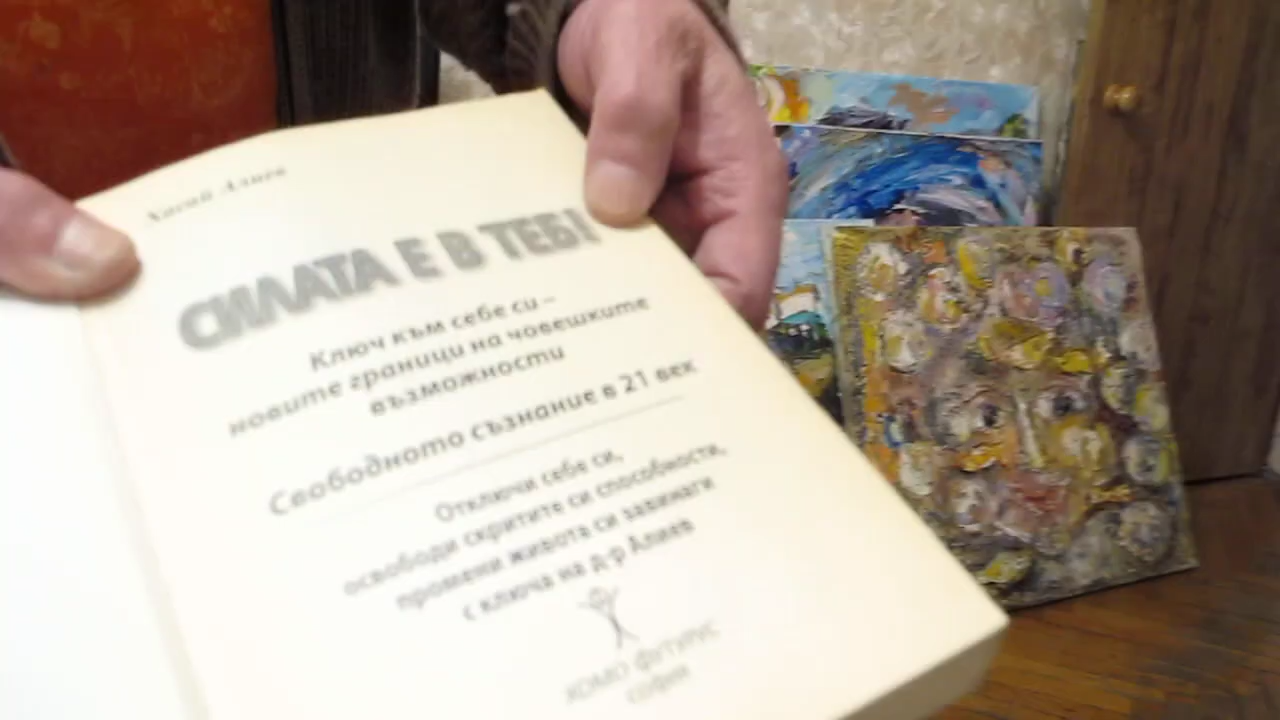 Хасай Алиев
СИЛАТА Е В ТЕБ!
Ключ към себе си –
новите граници на човешките
възможности
Свободното съзнание в 21 век
Отключи себе си,
освободи скритите си способности,
промени живота си завинаги
с ключа на д-р Алиев
ХОМО ФУТУРУС
София